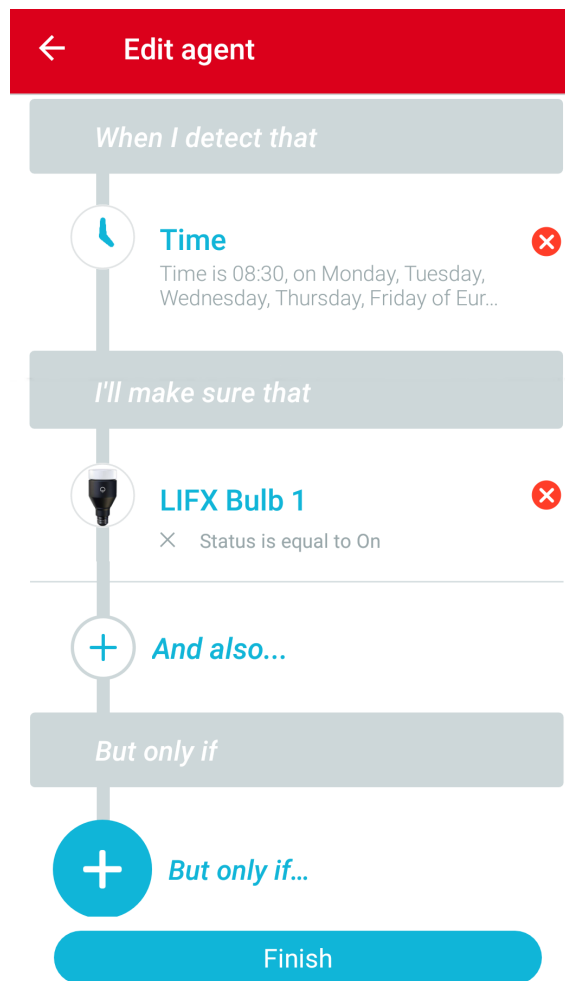 Edit agent
When I detect that
Time
Time is 08:30, on Monday, Tuesday,
Wednesday, Thursday, Friday of Eur...
I'll make sure that
LIFX Bulb 1
Status is equal to On
And also...
But only if
But only if...
Finish